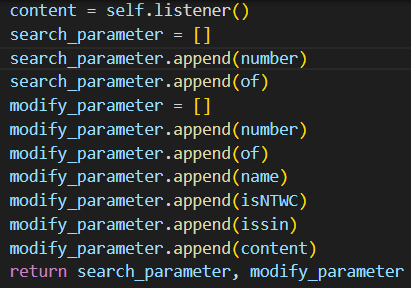 content = self.listener()
search_parameter = []
search_parameter.append(number)
search_parameter.append(of)
modify_parameter = []
modify_parameter.append(number)
modify_parameter.append(of)
modify_parameter.append(name)
modify_parameter.append(isNTWC)
modify_parameter.append(issin)
modify_parameter.append(content)
return search_parameter, modify_parameter